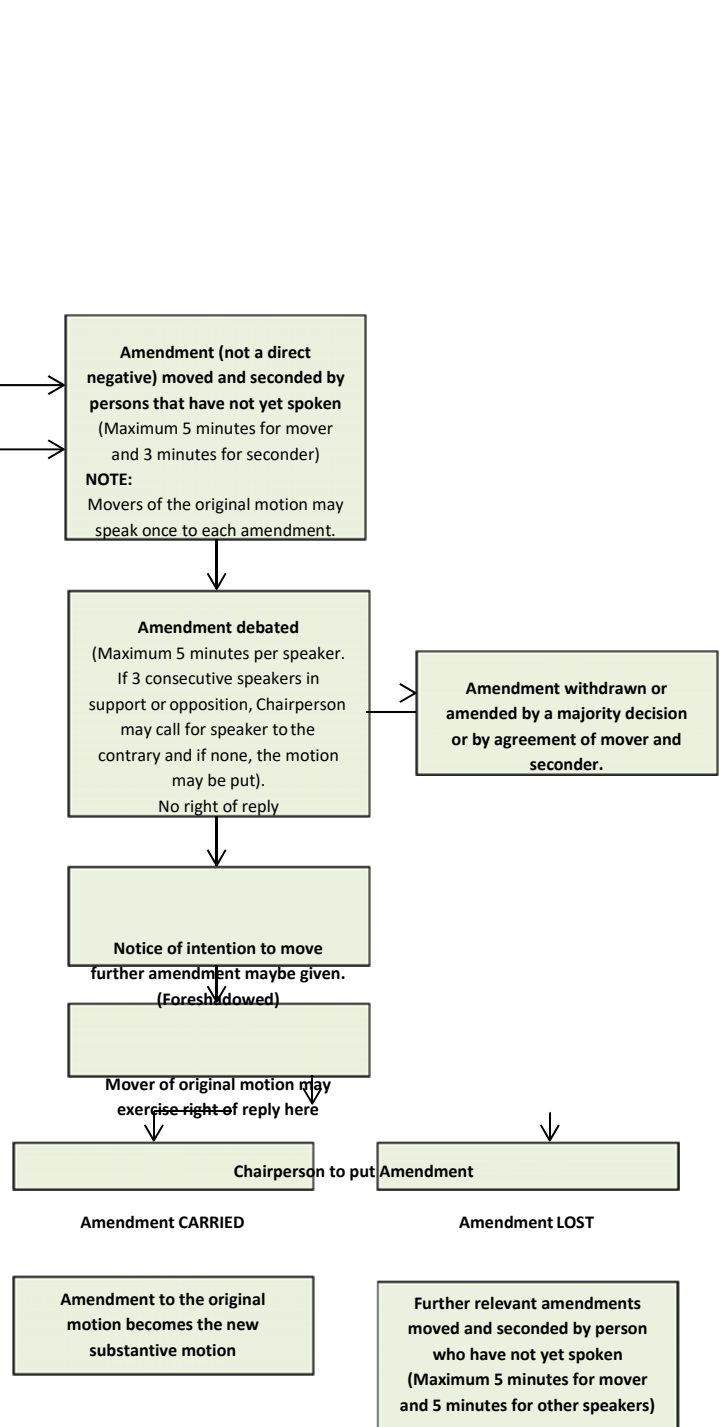 Amendment (not a direct
negative) moved and seconded by
persons that have not yet spoken
(Maximum 5 minutes for mover
and 3 minutes for seconder)
NOTE:
Movers of the original motion may
speak once to each amendment.
Amendment debated
(Maximum 5 minutes per speaker.
If 3 consecutive speakers in
support or opposition, Chairperson
may call for speaker to the
contrary and if none, the motion
may be put).
No right of reply
Amendment withdrawn or
amended by a majority decision
or by agreement of mover and
seconder.
Notice of intention to move
further amendment maybe given.
(Foreshadowed)
Mover of original motion may
exercise right of reply here
Chairperson to put Amendment
Amendment CARRIED
Amendment LOST
Amendment to the original
motion becomes the new
substantive motion
Further relevant amendments
moved and seconded by person
who have not yet spoken
(Maximum 5 minutes for mover
and 5 minutes for other speakers)